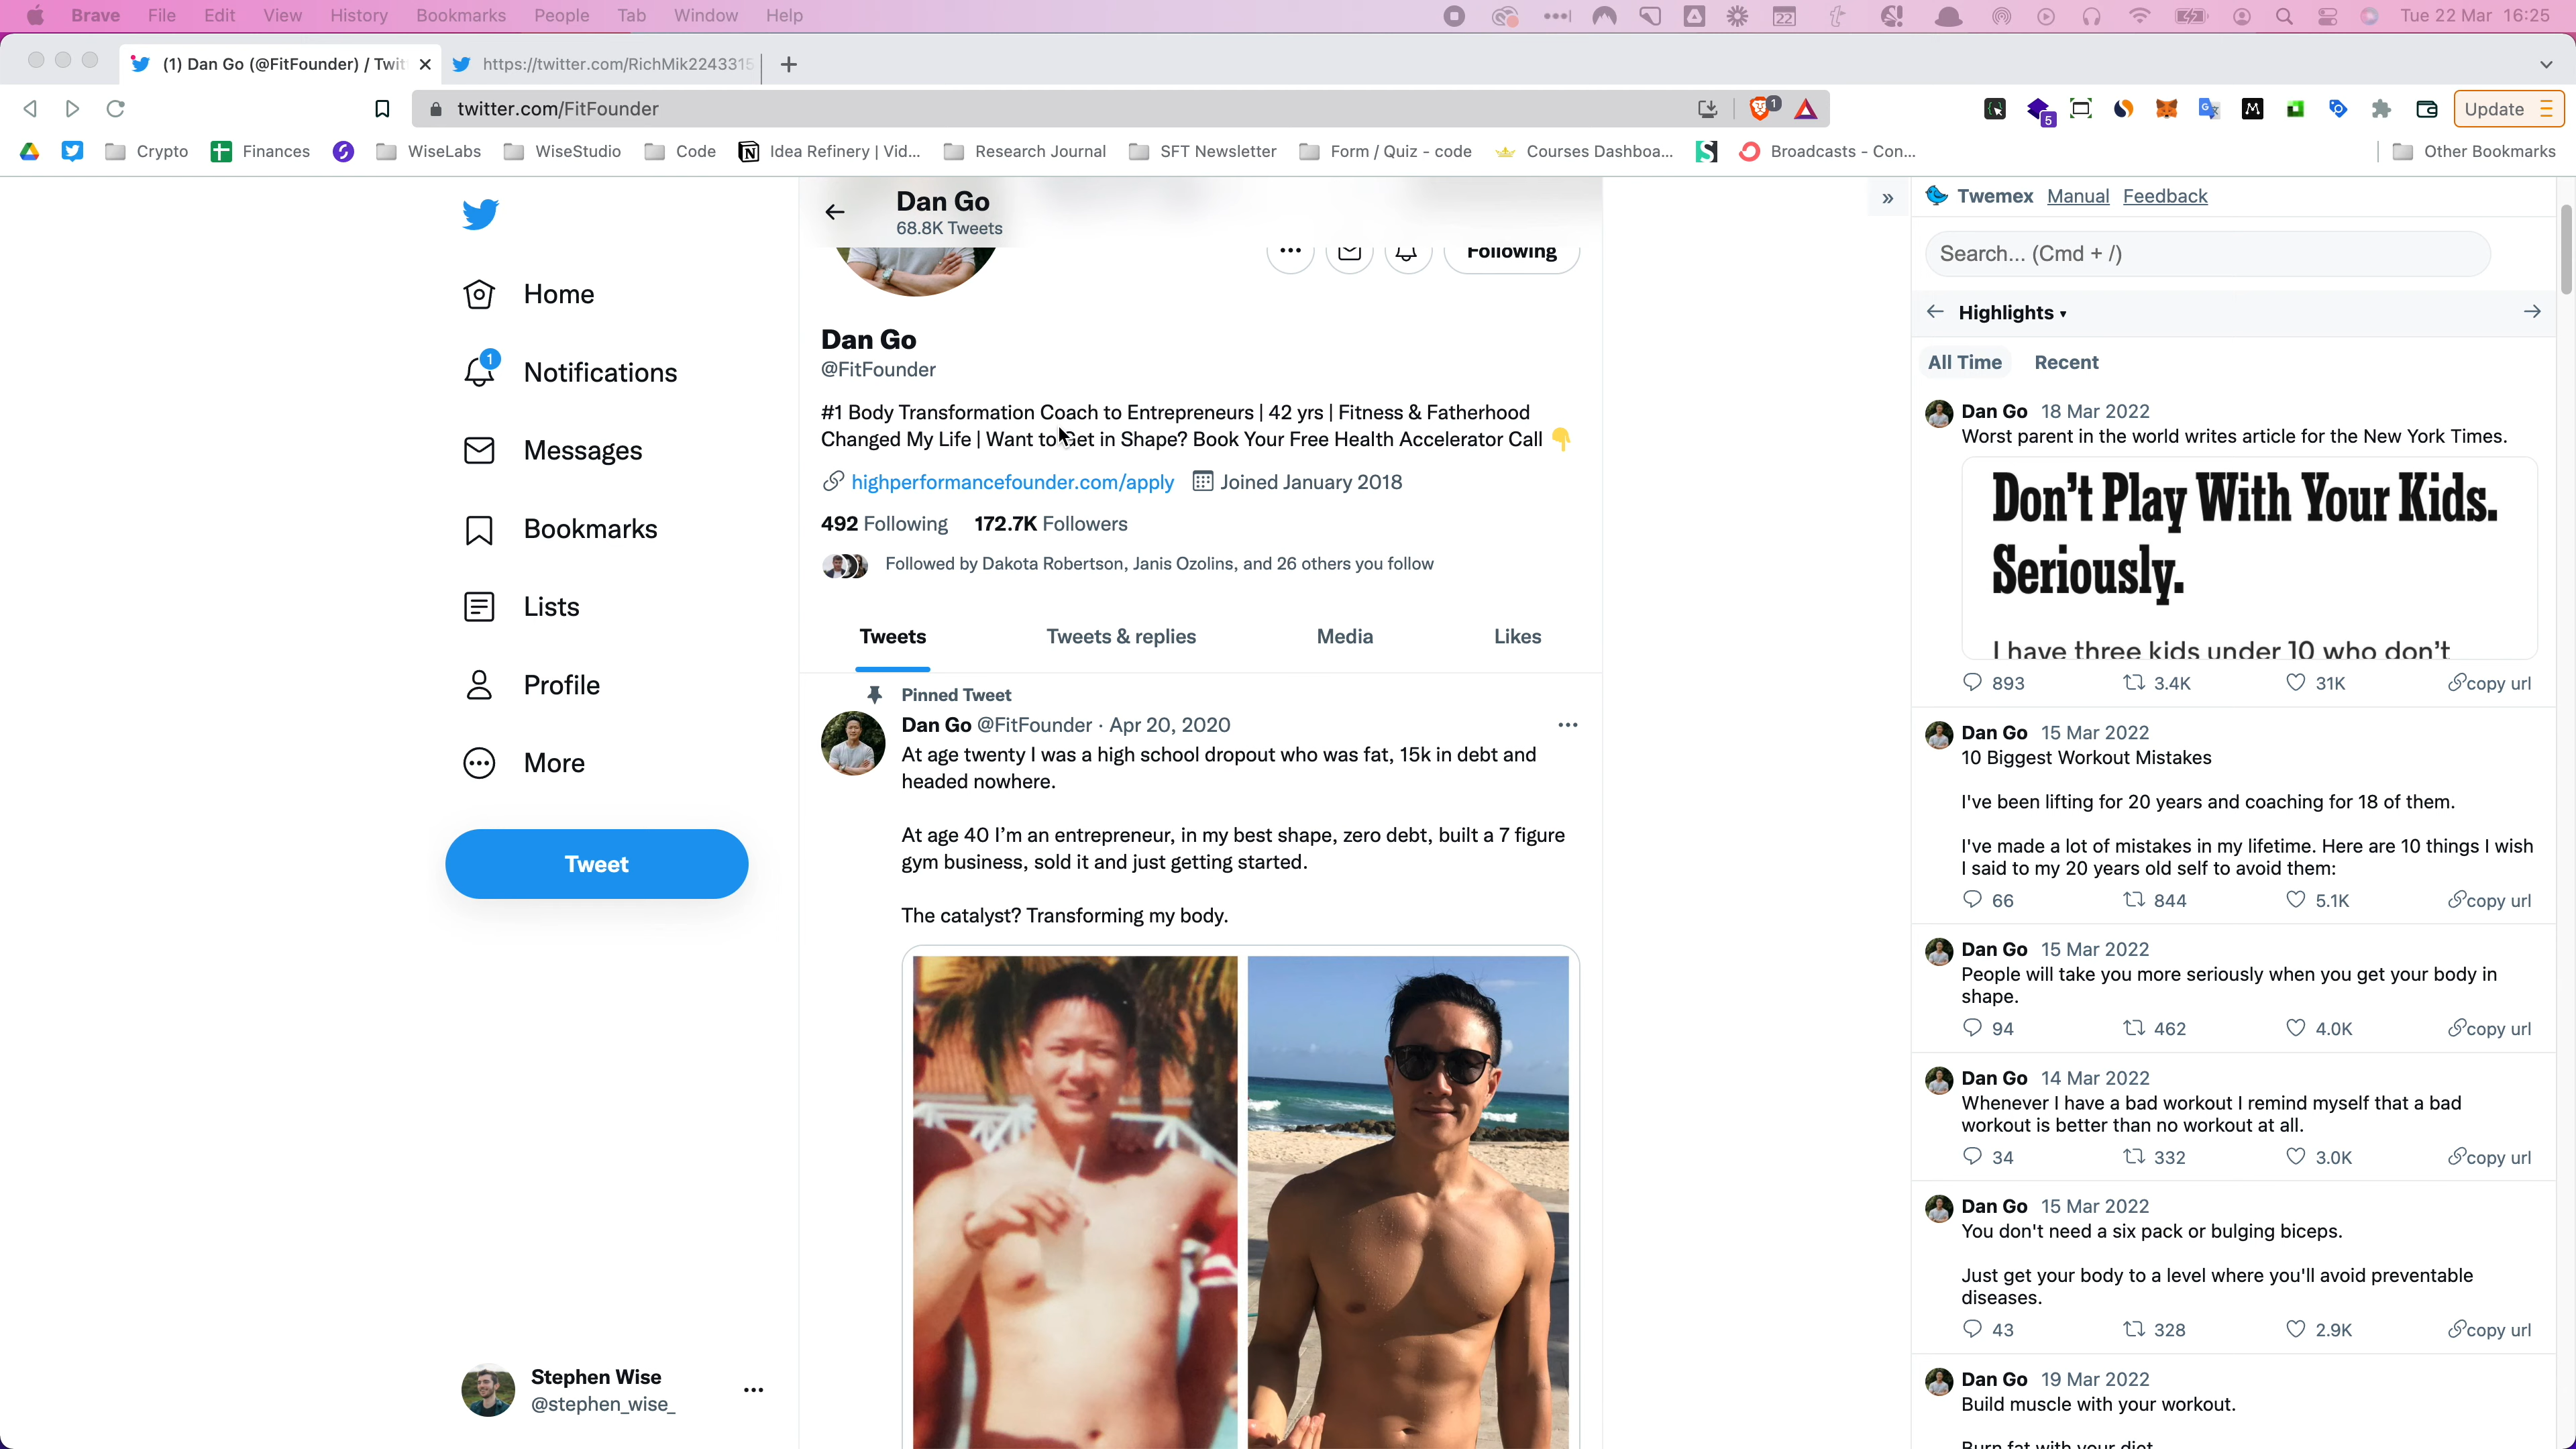 Brave File Edit View History Bookmarks People Tab Window Help
22
Tue 22 Mar 16:25
(1) Dan Go (@FitFounder) / Twit
https://twitter.com/RichMik2243315
twitter.com/FitFounder
1
5
Update
Crypto
Finances
WiseLabs
WiseStudio
Code
Idea Refinery | Vid...
Research Journal
SFT Newsletter
Form / Quiz - code
Courses Dashboa...
Broadcasts - Con...
Other Bookmarks
Home
1
Notifications
Messages
Bookmarks
Lists
Profile
More
Tweet
Stephen Wise
@stephen_wise_
Dan Go
68.8K Tweets
Following
Dan Go
@FitFounder
#1 Body Transformation Coach to Entrepreneurs | 42 yrs | Fitness & Fatherhood
Changed My Life | Want to Get in Shape? Book Your Free Health Accelerator Call 👇
highperformancefounder.com/apply Joined January 2018
492 Following 172.7K Followers
Followed by Dakota Robertson, Janis Ozolins, and 26 others you follow
Tweets Tweets & replies Media Likes
Pinned Tweet
Dan Go @FitFounder · Apr 20, 2020
At age twenty I was a high school dropout who was fat, 15k in debt and
headed nowhere.
At age 40 I’m an entrepreneur, in my best shape, zero debt, built a 7 figure
gym business, sold it and just getting started.
The catalyst? Transforming my body.
Twemex Manual Feedback
Search... (Cmd + /)
Highlights
All Time Recent
Dan Go 18 Mar 2022
Worst parent in the world writes article for the New York Times.
Don’t Play With Your Kids.
Seriously.
I have three kids under 10 who don’t
893 3.4K 31K copy url
Dan Go 15 Mar 2022
10 Biggest Workout Mistakes
I've been lifting for 20 years and coaching for 18 of them.
I've made a lot of mistakes in my lifetime. Here are 10 things I wish
I said to my 20 years old self to avoid them:
66 844 5.1K copy url
Dan Go 15 Mar 2022
People will take you more seriously when you get your body in
shape.
94 462 4.0K copy url
Dan Go 14 Mar 2022
Whenever I have a bad workout I remind myself that a bad
workout is better than no workout at all.
34 332 3.0K copy url
Dan Go 15 Mar 2022
You don't need a six pack or bulging biceps.
Just get your body to a level where you'll avoid preventable
diseases.
43 328 2.9K copy url
Dan Go 19 Mar 2022
Build muscle with your workout.
Burn fat with your diet